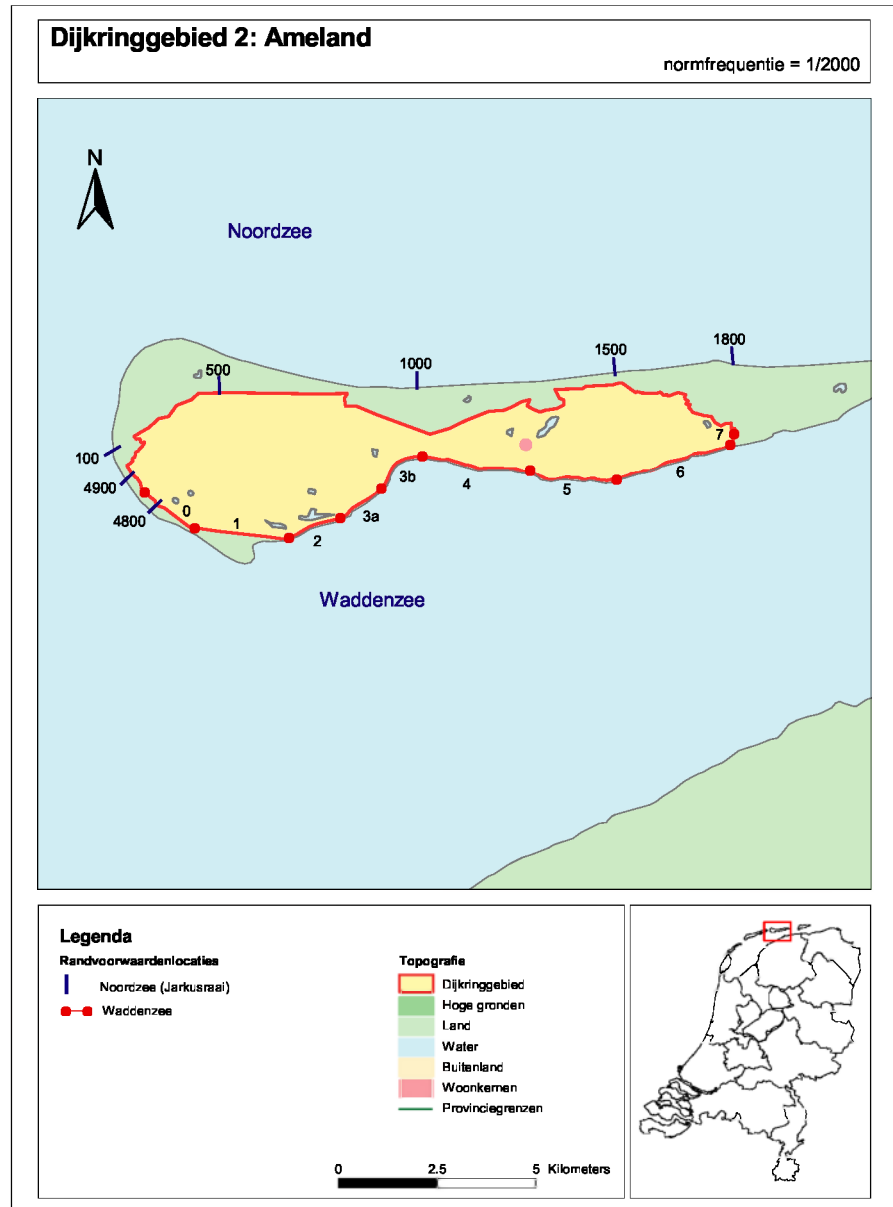 Dijkringgebied 2: Ameland
normfrequentie = 1/2000
N
Noordzee
1800
1500
1000
500
100
4900
4800
0
1
2
3a
3b
4
5
6
7
Waddenzee
Legenda
Randvoorwaardenlocaties
Noordzee (Jarkusraai)
Waddenzee
Topografie
Dijkringgebied
Hoge gronden
Land
Water
Buitenland
Woonkernen
Provinciegrenzen
0 2.5 5 Kilometers